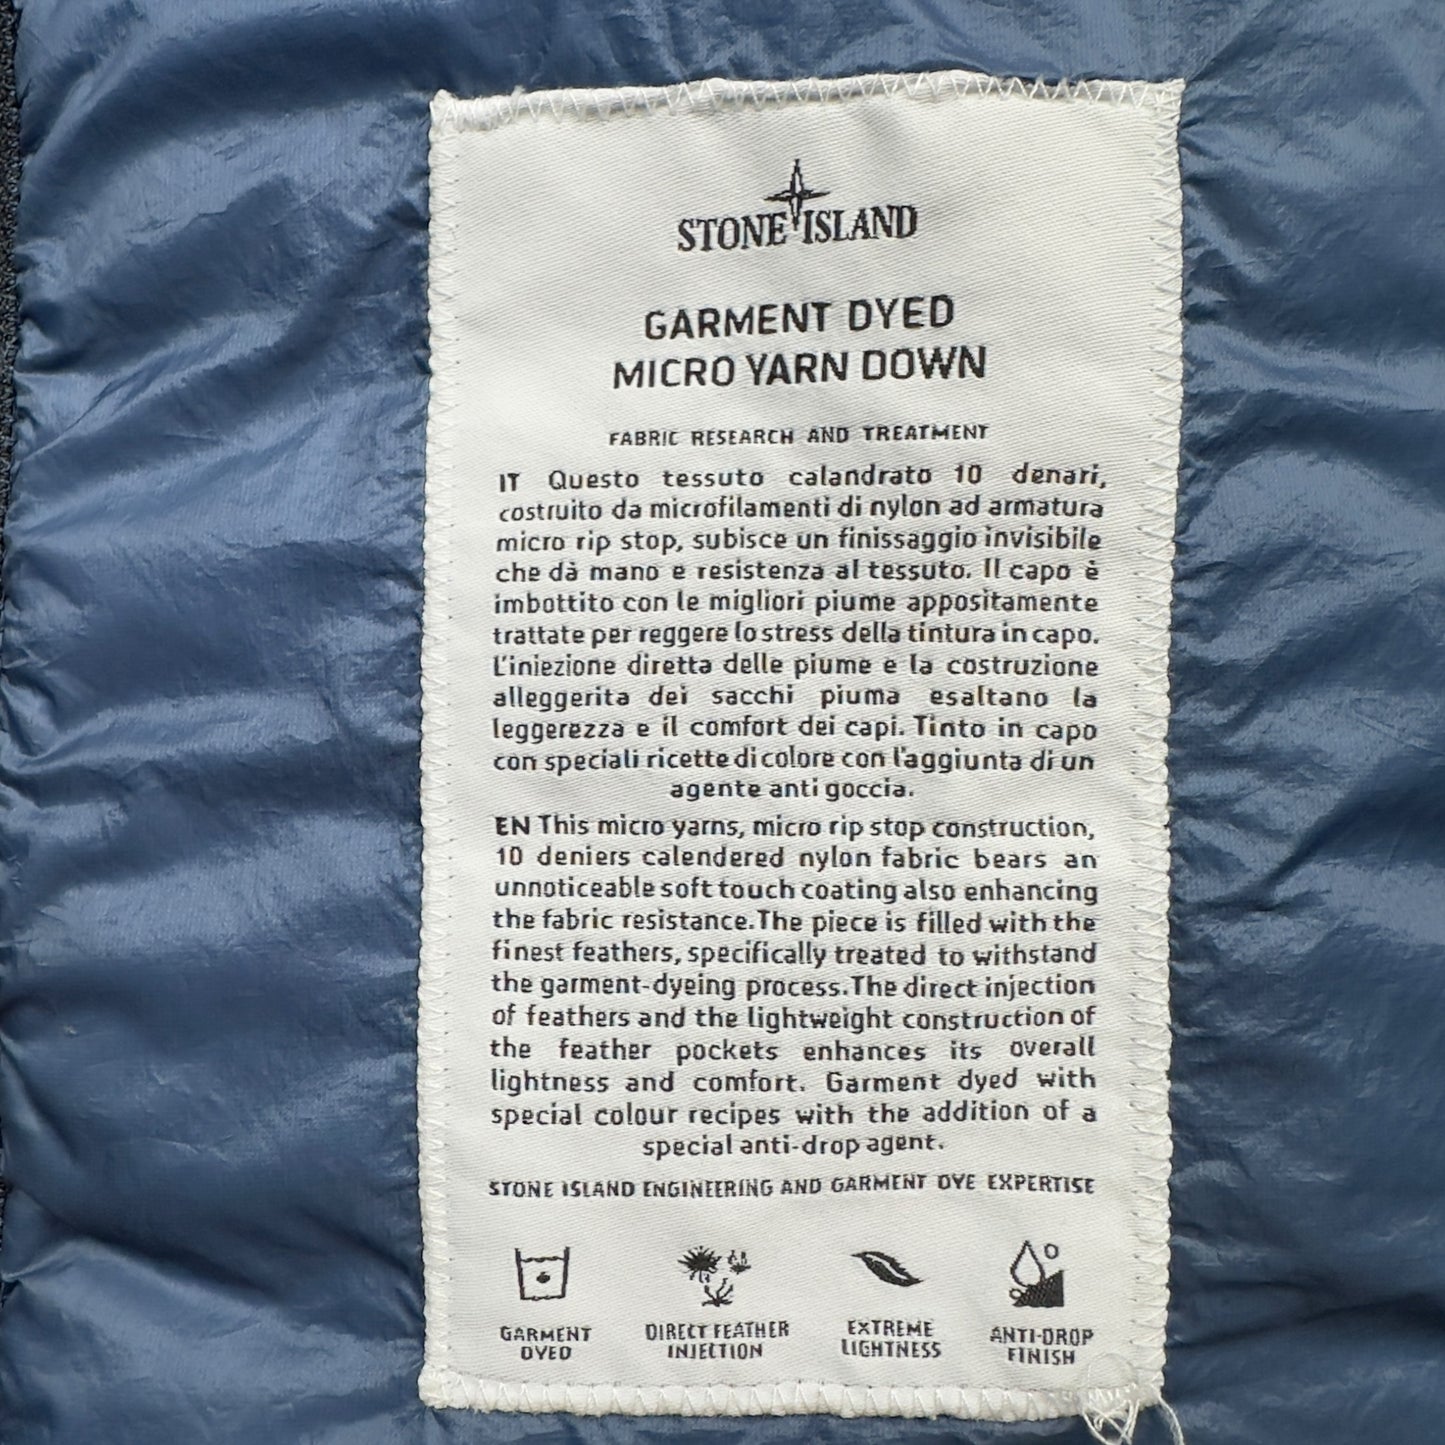 STONE ISLAND
GARMENT DYED
MICRO YARN DOWN
FABRIC RESEARCH AND TREATMENT
IT Questo tessuto calandrato 10 denari,
costruito da microfilamenti di nylon ad armatura
micro rip stop, subisce un finissaggio invisibile
che dà mano e resistenza al tessuto. Il capo è
imbottito con le migliori piume appositamente
trattate per reggere lo stress della tintura in capo.
L'iniezione diretta delle piume e la costruzione
alleggerita dei sacchi piuma esaltano la
leggerezza e il comfort dei capi. Tinto in capo
con speciali ricette di colore con l'aggiunta di un
agente anti goccia.
EN This micro yarns, micro rip stop construction,
10 deniers calendered nylon fabric bears an
unnoticeable soft touch coating also enhancing
the fabric resistance. The piece is filled with the
finest feathers, specifically treated to withstand
the garment-dyeing process. The direct injection
of feathers and the lightweight construction of
the feather pockets enhances its overall
lightness and comfort. Garment dyed with
special colour recipes with the addition of a
special anti-drop agent.
STONE ISLAND ENGINEERING AND GARMENT DYE EXPERTISE
GARMENT
DYED
DIRECT FEATHER
INJECTION
EXTREME
LIGHTNESS
ANTI-DROP
FINISH